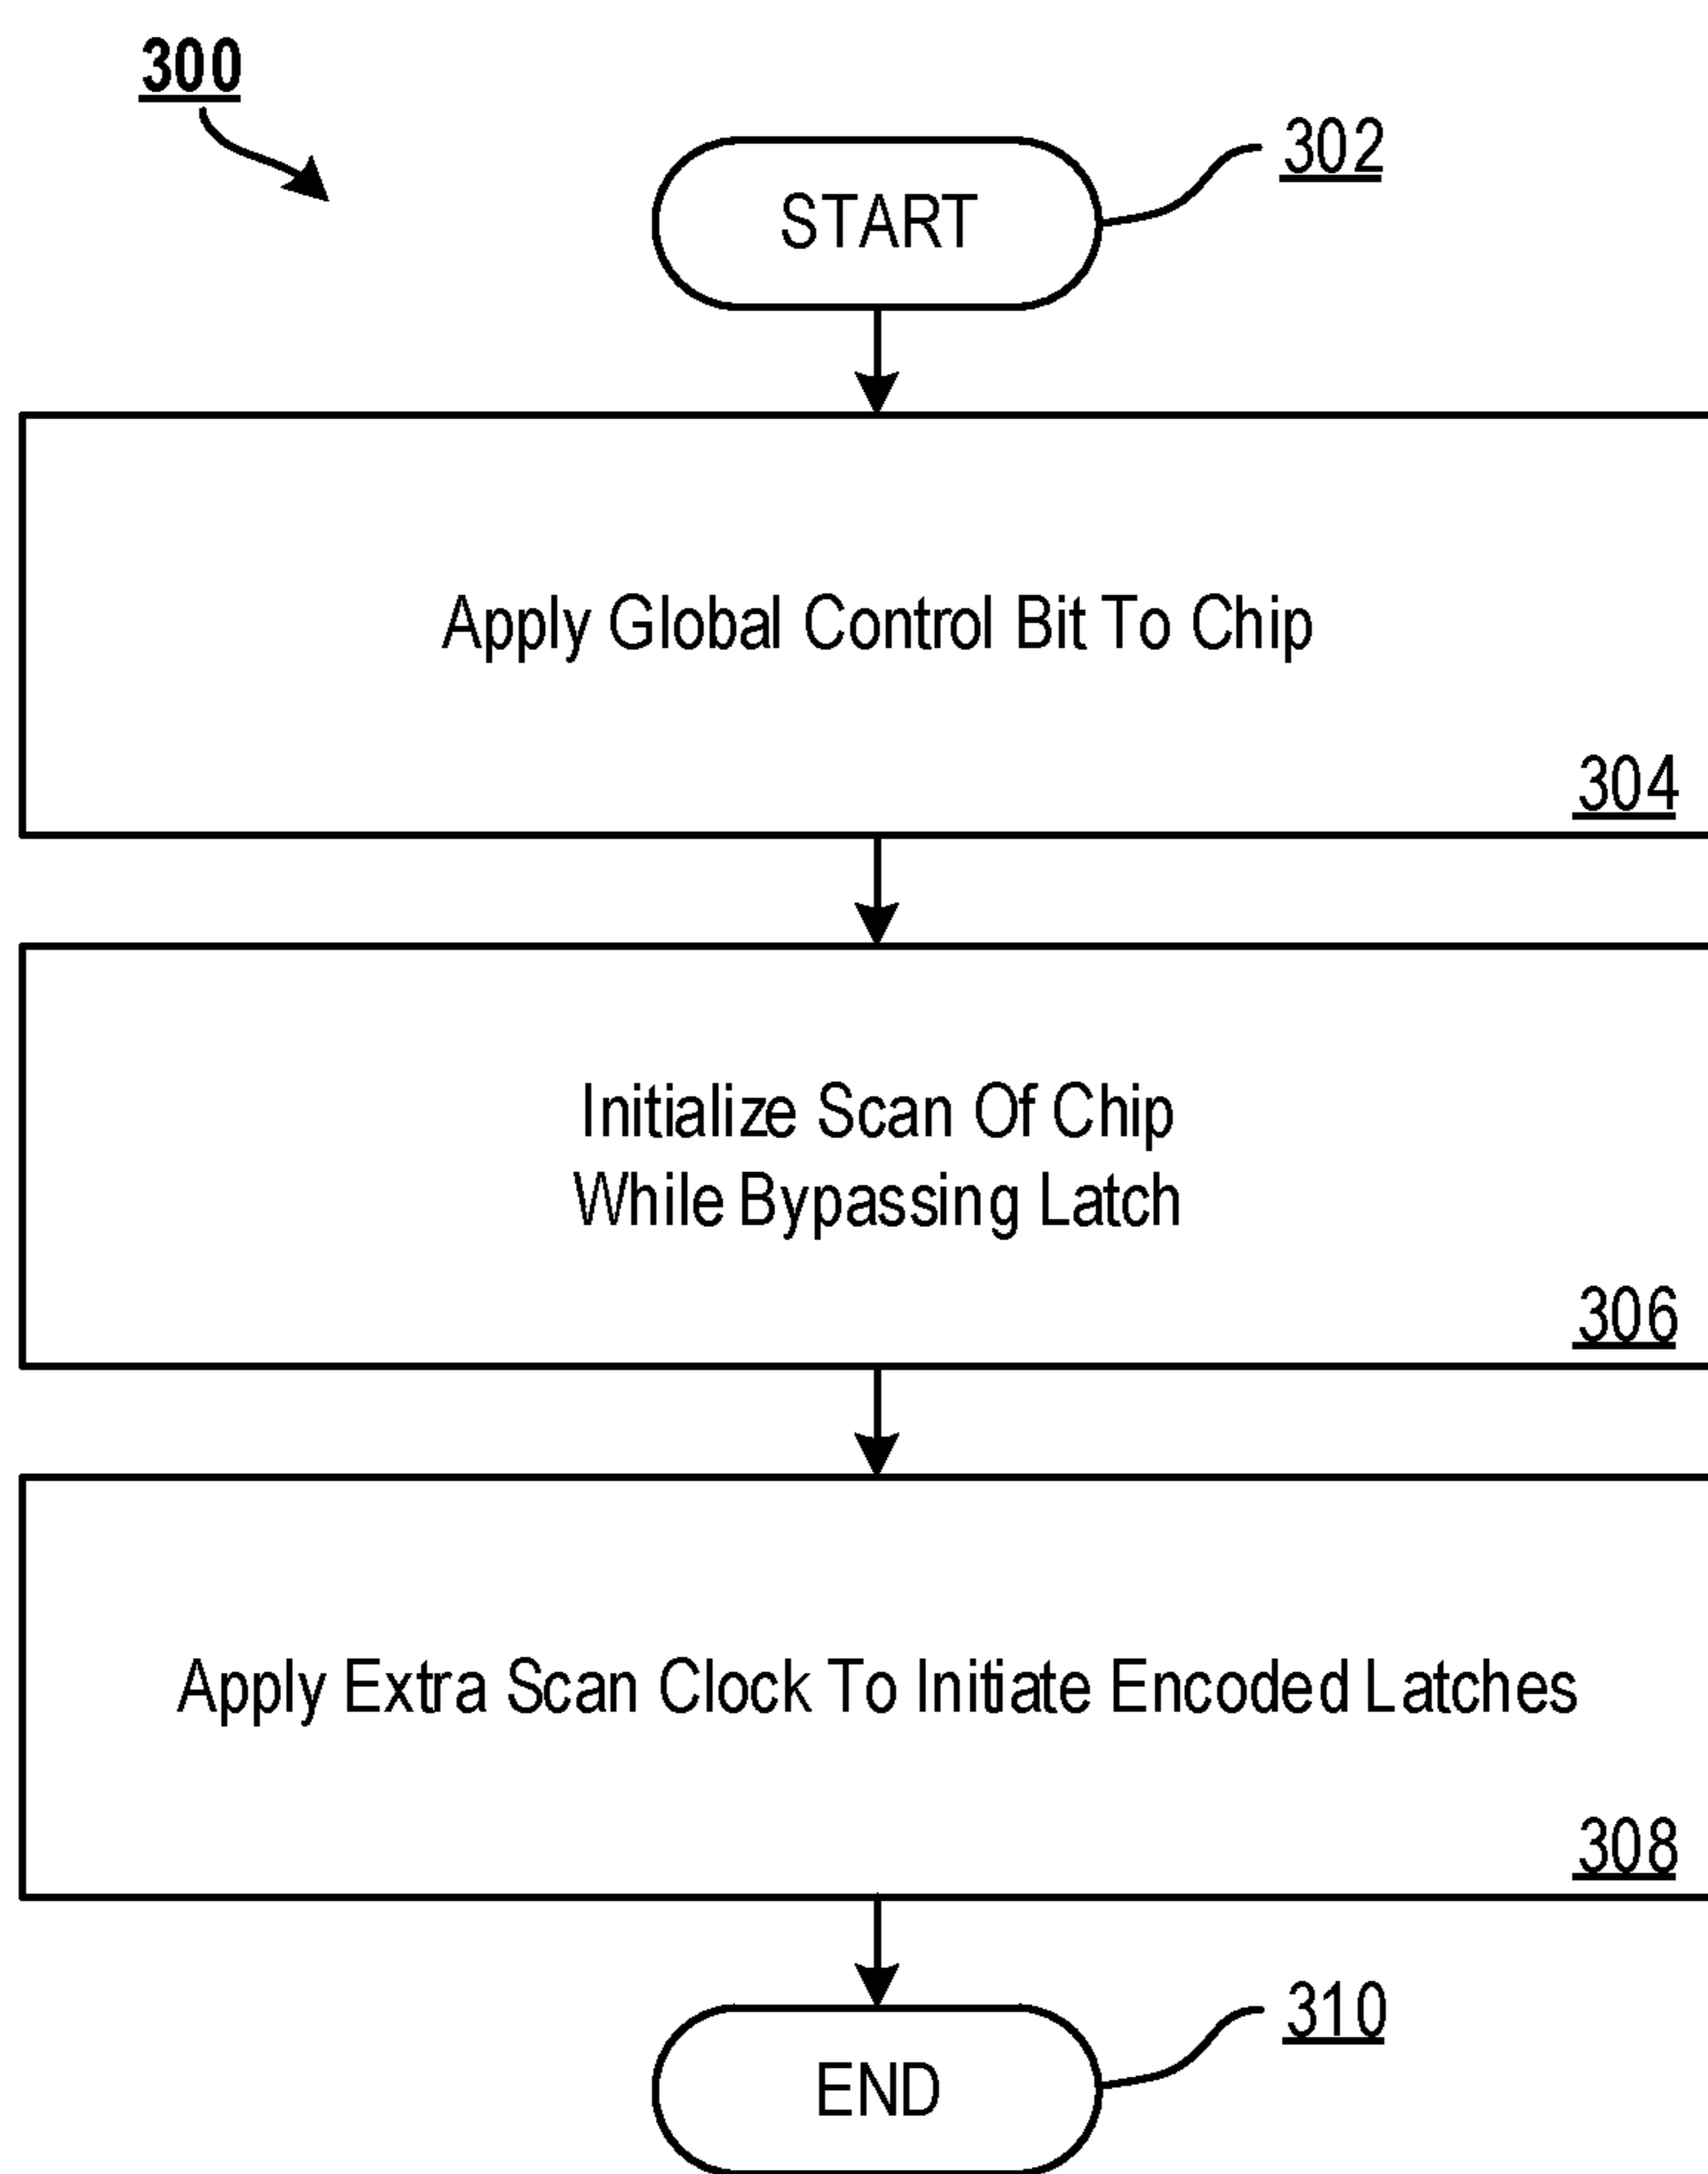 300
302
START
Apply Global Control Bit To Chip
304
Initialize Scan Of Chip
While Bypassing Latch
306
Apply Extra Scan Clock To Initiate Encoded Latches
308
310
END